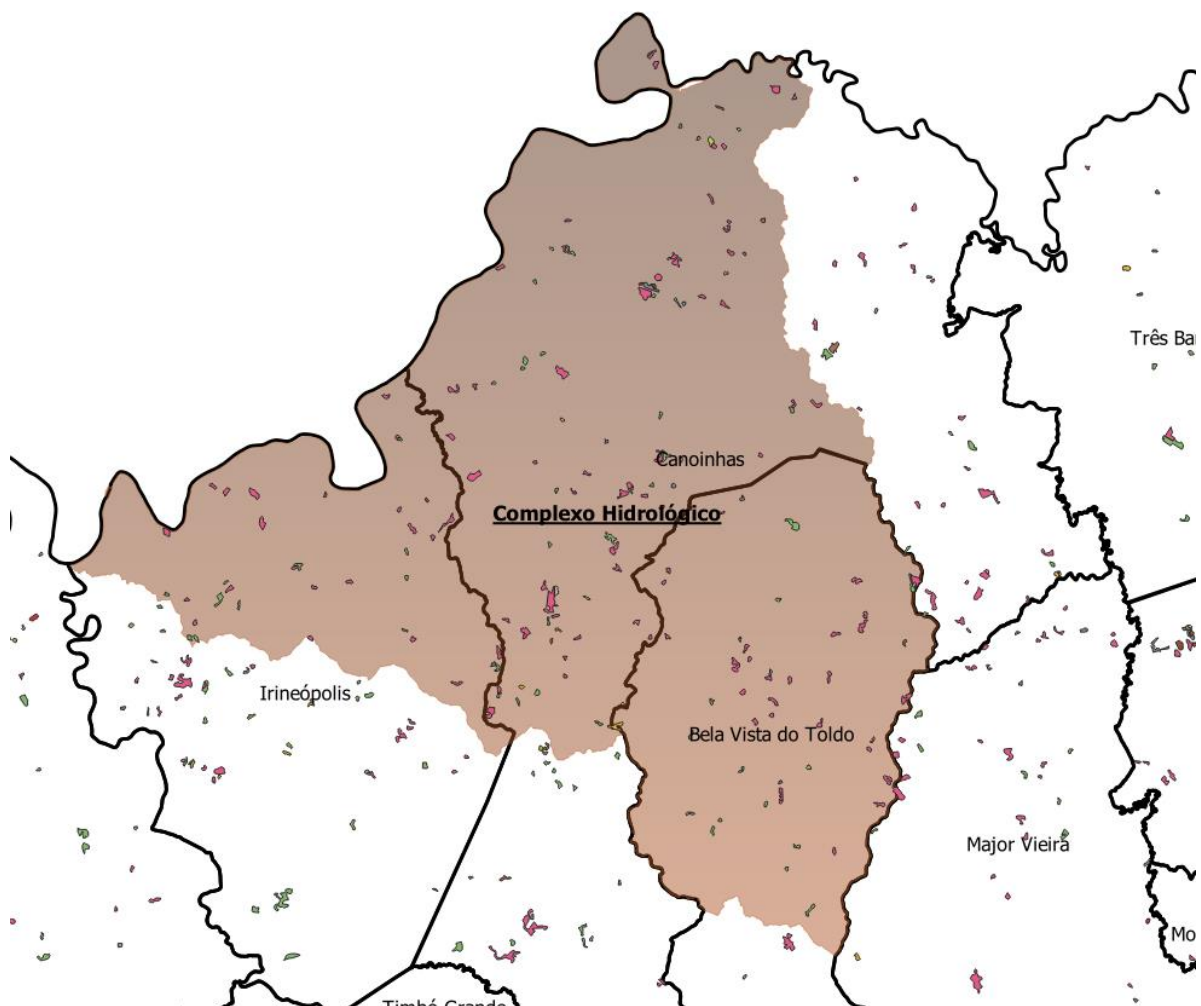 Três Ba
Canoinhas
Complexo Hidrológico
Irineópolis
Bela Vista do Toldo
Major Vieira
Mo
Timbó Grande